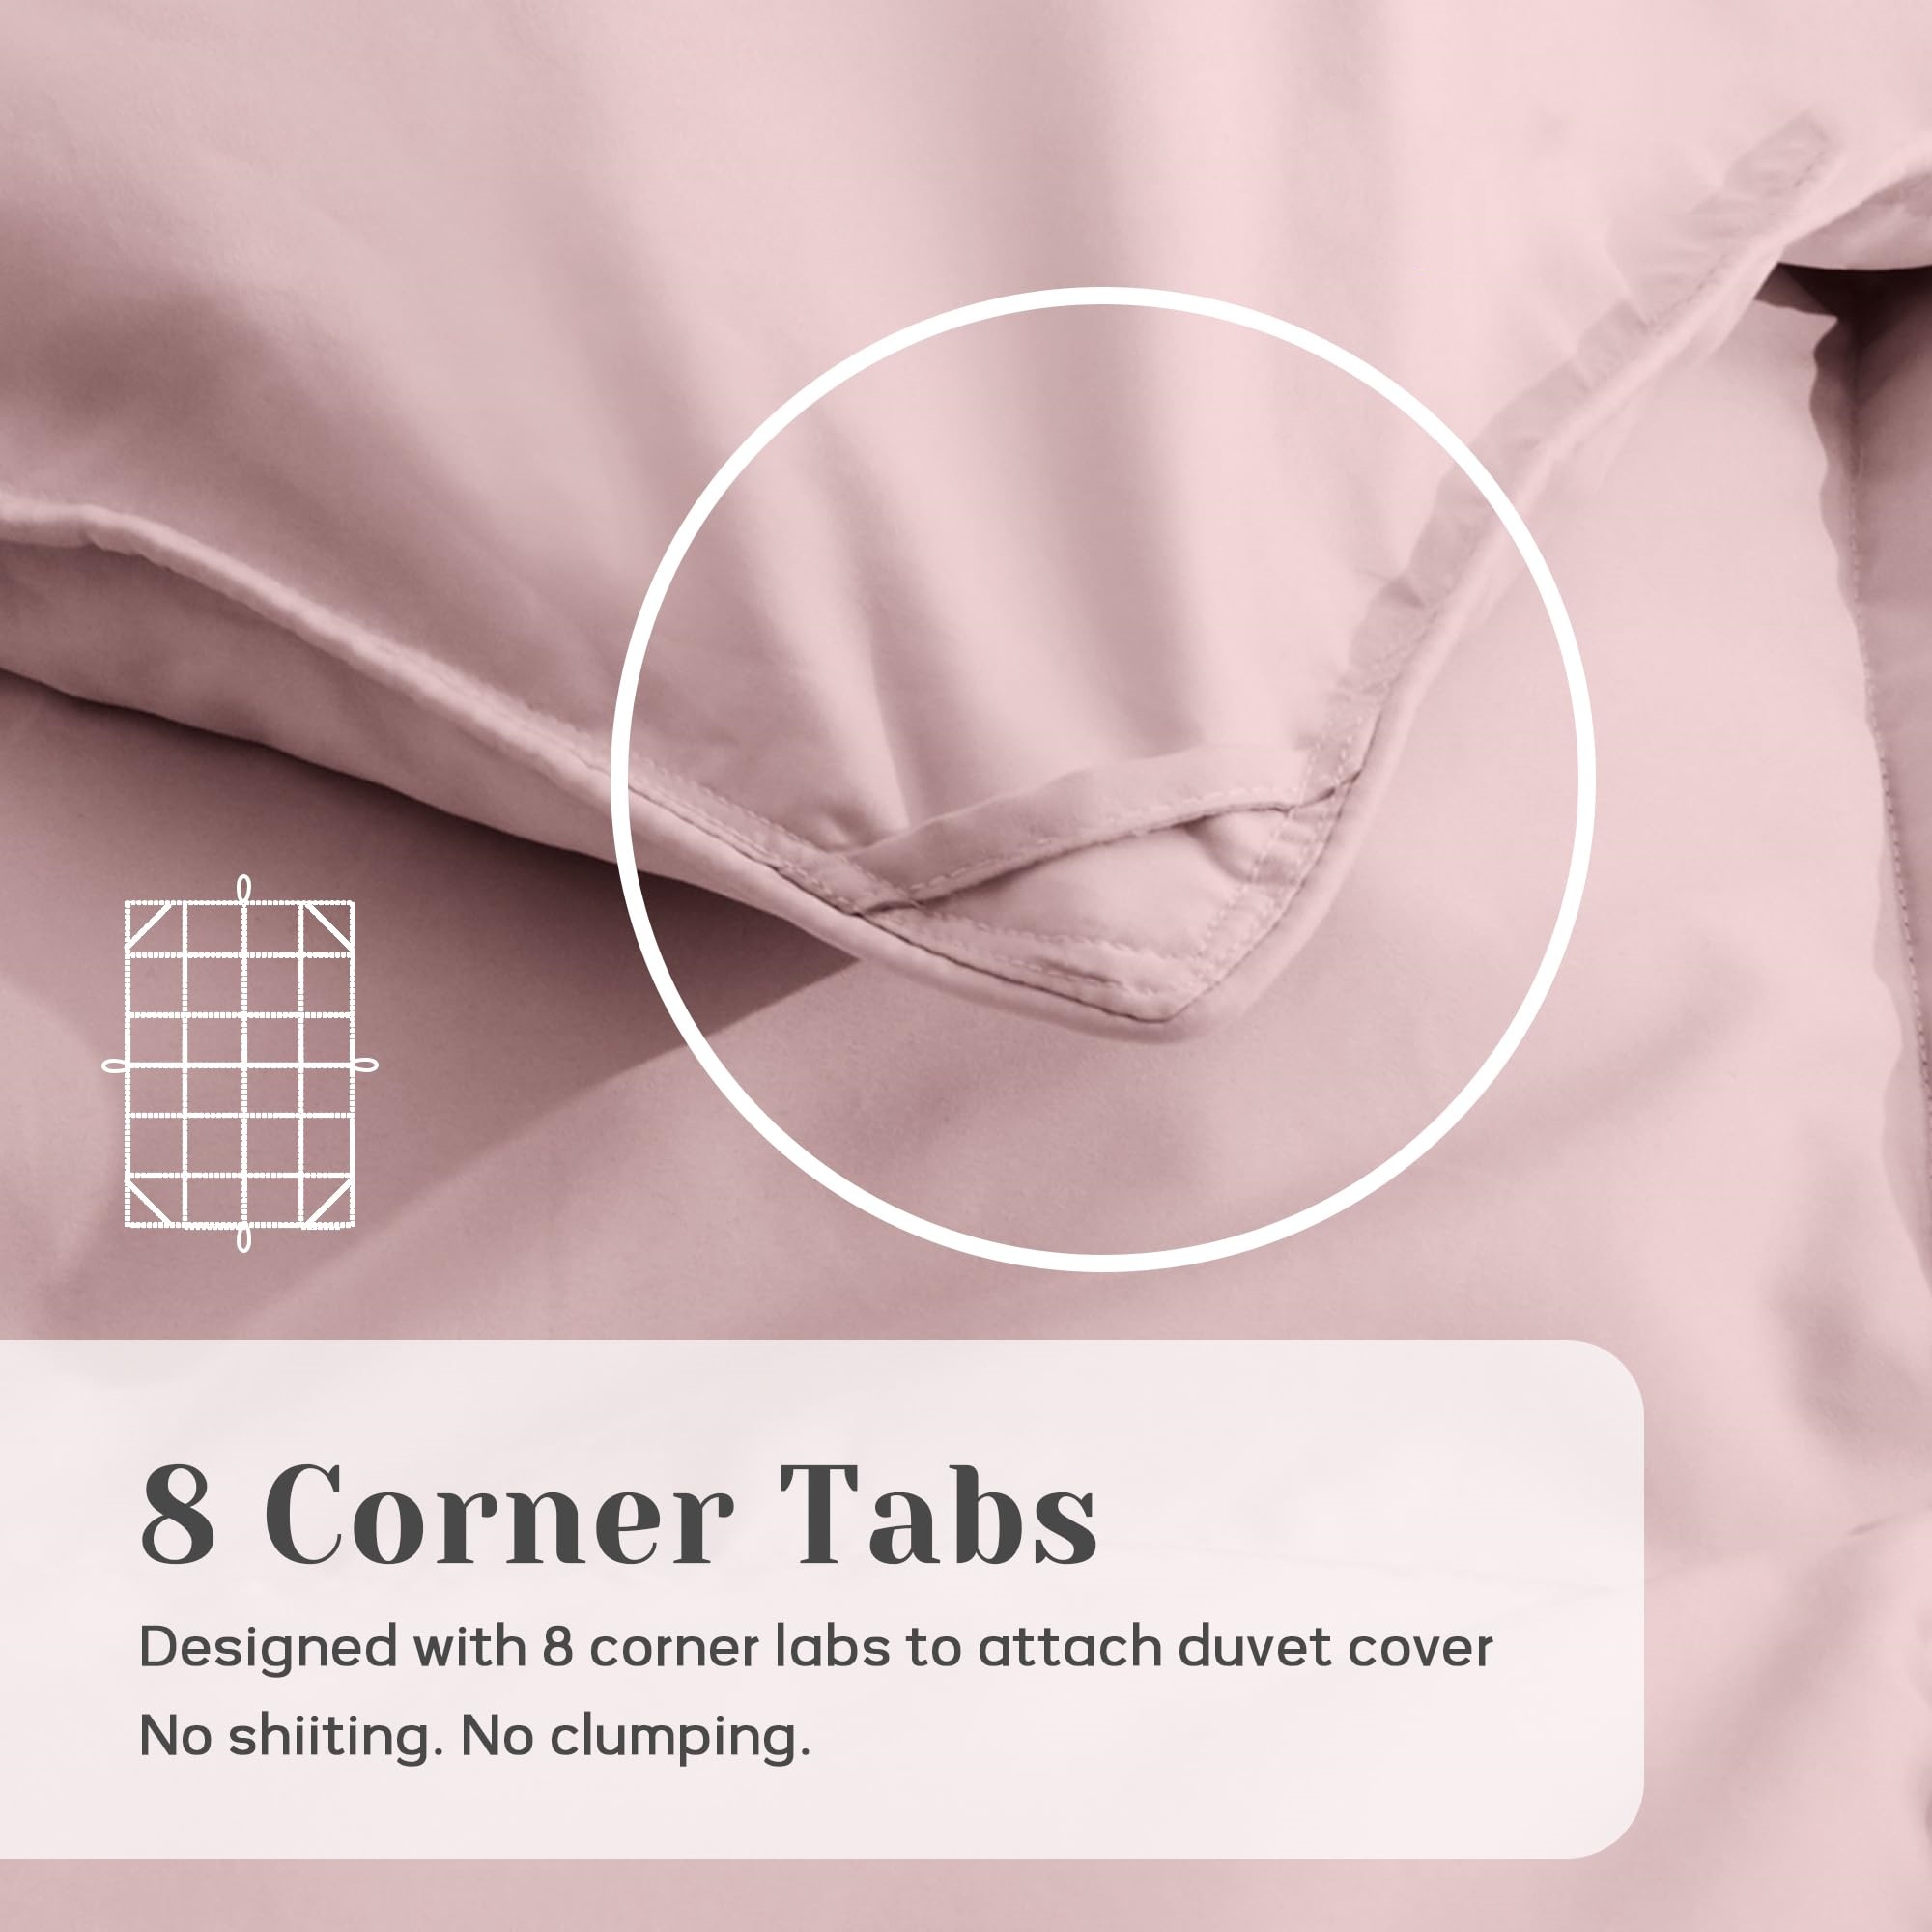 8 Corner Tabs
Designed with 8 corner labs to attach duvet cover
No shiiting. No clumping.